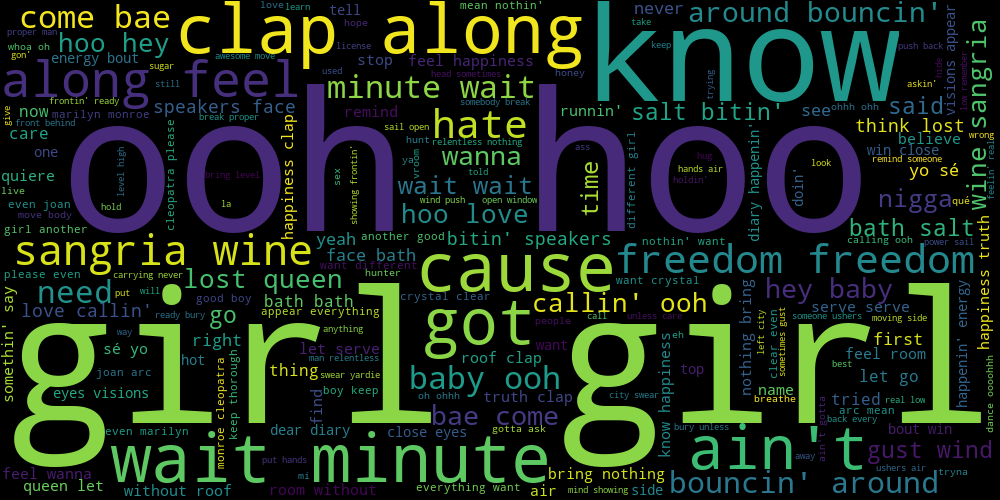 come bae
clap along
know
love
learn
tell
hope
mean nothin'
never
around bouncin'
take
keep
trying
push back
visions appear
sangria wine
proper man
whoa oh
gon'
hoo hey
energy bout
sugar
awesome move
license
used
stop
feel happiness
head sometimes
honey
along feel
still
minute wait
somebody break
runnin'
salt bitin'
see
ohhh ohh
askin'
hide
low remember
said
now
frontin' ready
marilyn monroe
speakers face
remind
sail open
hate
think lost
give
front behind
break proper
happiness clap
relentless nothing
believe
wrong
care
cleopatra please
ooh
hoo
girl
girl
one
level high
showing frontin'
hunt
ya
vroom
wanna
ass
different girl
diary happenin'
win close
remind someone
feelin
real
quiere
bring level
sex
told
hug
hands air
look
yo sé
live
wait wait
time
holdin'
doin'
even joan
hold
la
wind push
open window
nigga
qué
move body
hoo love
girl another
yeah
another good
bitin' speakers
nothin' want
calling ooh
bath salt
power sail
sangria wine
face bath
want different
cause
freedom freedom
please even
carrying never
lost queen
hunter
crystal clear
want crystal
hey baby
need
put
will
good boy
bath bath
appear everything
callin' ooh
someone ushers
serve serve
moving side
love callin'
ready bury
go
anything
got
call
unless care
people
left city
sometimes gust
clear even
happenin' energy
happiness truth
somethin' say
way
right
let serve
want
eh
first
sé yo
hot
man relentless
roof clap
top
nothing bring
best
feel room
joan arc
thing
swear yardie
baby ooh
name
let go
eyes visions
keep thorough
boy keep
truth clap
city swear
know happiness
breathe
tried
real low
oh ohhh
find
bae come
bury unless
arc mean
back every
dance ooooohh
even marilyn
monroe cleopatra
dear diary
close eyes
gotta ask
ain't gotta
bout win
wait minute
ain't
feel wanna
put hands
mi
bring nothing
away
gust wind
queen let
without roof
room without
everything want
air
mind showing
side
tryna
ushers air
bouncin' around